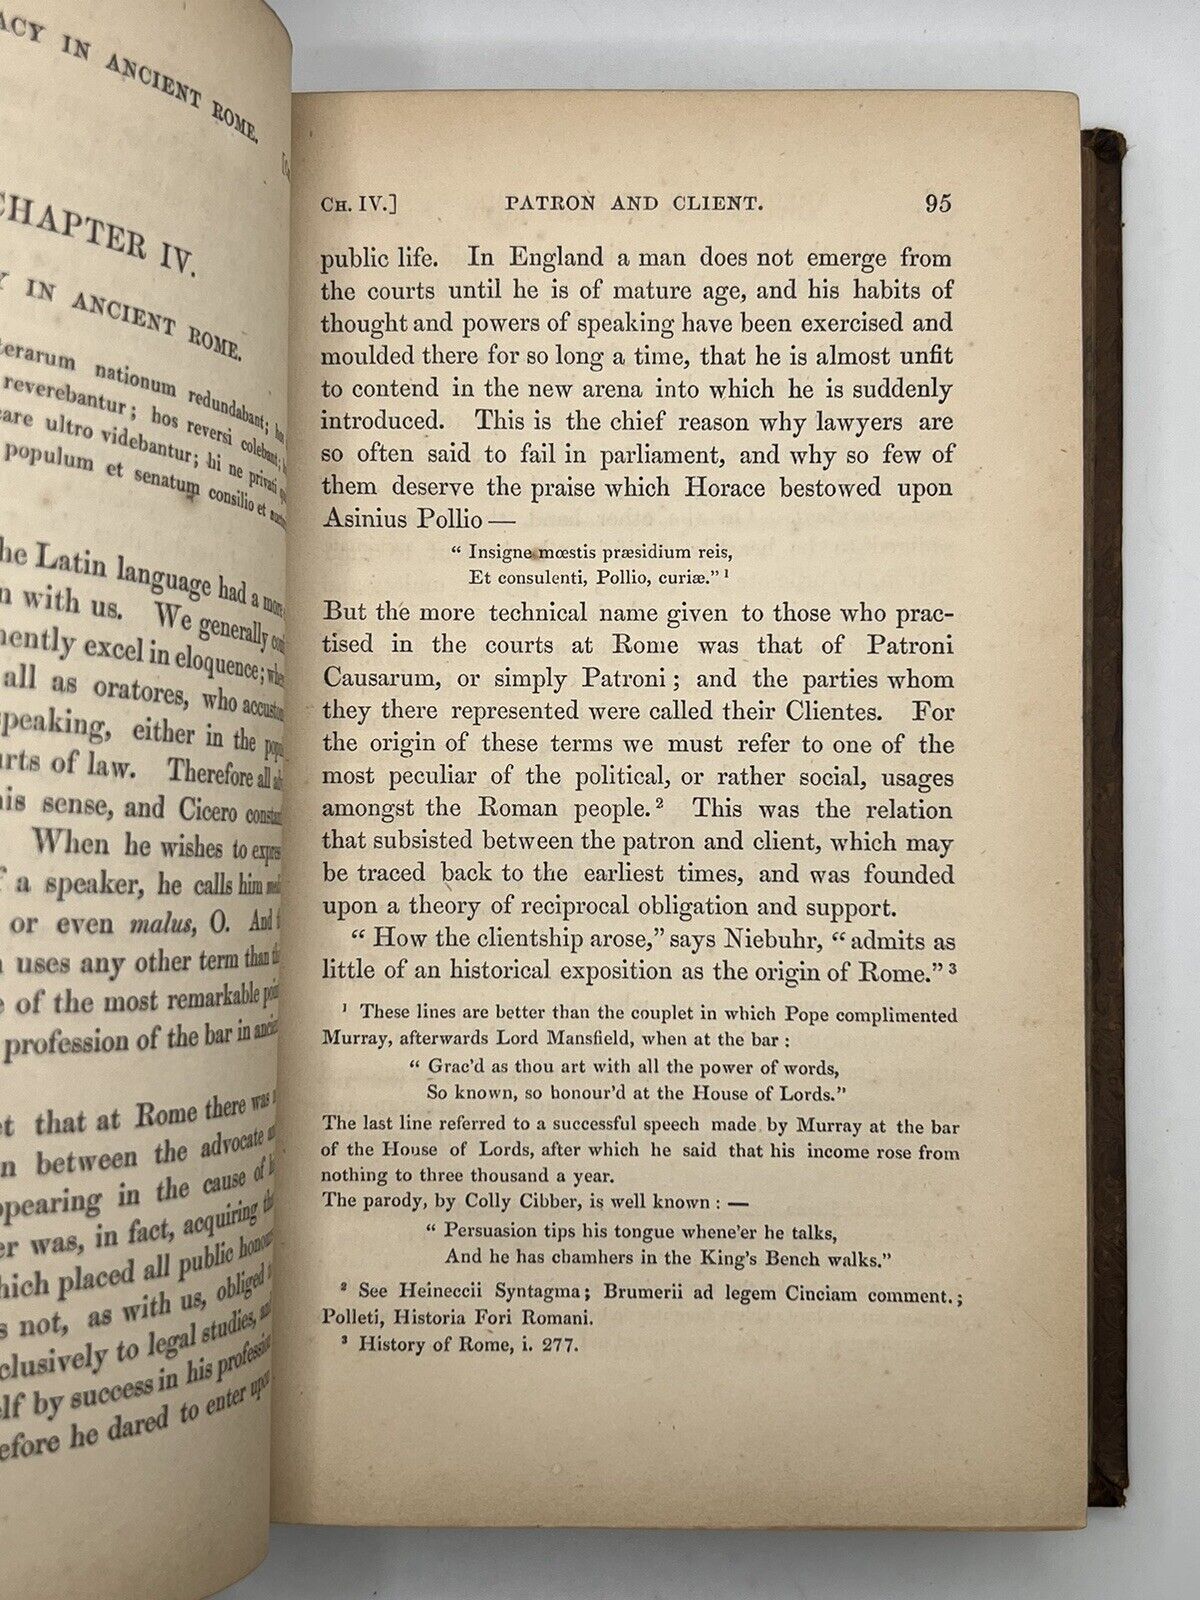 ACY IN ANCIENT ROME.
CHAPTER IV.
IN ANCIENT ROME.
terarum nationum redundabant;
reverebantur; hos reversi colebant;
care ultro videbantur; hi ne privati
populum et senatum consilio et
he Latin language had a more
n with us. We generally
nently excel in eloquence;
all as oratores, who
speaking, either in the
urts of law. Therefore all
his sense, and Cicero
When he wishes to
f a speaker, he calls him
or even malus, O. And
uses any other term than
e of the most remarkable
profession of the bar in
et that at Rome there was
n between the advocate
ppearing in the cause of
er was, in fact, acquiring
which placed all public
s not, as with us, obliged
clusively to legal studies,
elf by success in his
efore he dared to enter
CH. IV.] PATRON AND CLIENT. 95
public life. In England a man does not emerge from
the courts until he is of mature age, and his habits of
thought and powers of speaking have been exercised and
moulded there for so long a time, that he is almost unfit
to contend in the new arena into which he is suddenly
introduced. This is the chief reason why lawyers are
so often said to fail in parliament, and why so few of
them deserve the praise which Horace bestowed upon
Asinius Pollio —
“ Insigne mœstis præsidium reis,
Et consulenti, Pollio, curiæ.” ¹
But the more technical name given to those who prac-
tised in the courts at Rome was that of Patroni
Causarum, or simply Patroni; and the parties whom
they there represented were called their Clientes. For
the origin of these terms we must refer to one of the
most peculiar of the political, or rather social, usages
amongst the Roman people. ² This was the relation
that subsisted between the patron and client, which may
be traced back to the earliest times, and was founded
upon a theory of reciprocal obligation and support.
“ How the clientship arose,” says Niebuhr, “ admits as
little of an historical exposition as the origin of Rome.” ³
¹ These lines are better than the couplet in which Pope complimented
Murray, afterwards Lord Mansfield, when at the bar :
“ Grac'd as thou art with all the power of words,
So known, so honour'd at the House of Lords.”
The last line referred to a successful speech made by Murray at the bar
of the House of Lords, after which he said that his income rose from
nothing to three thousand a year.
The parody, by Colly Cibber, is well known : —
“ Persuasion tips his tongue whene'er he talks,
And he has chamhers in the King's Bench walks.”
² See Heineccii Syntagma; Brumerii ad legem Cinciam comment.;
Polleti, Historia Fori Romani.
³ History of Rome, i. 277.